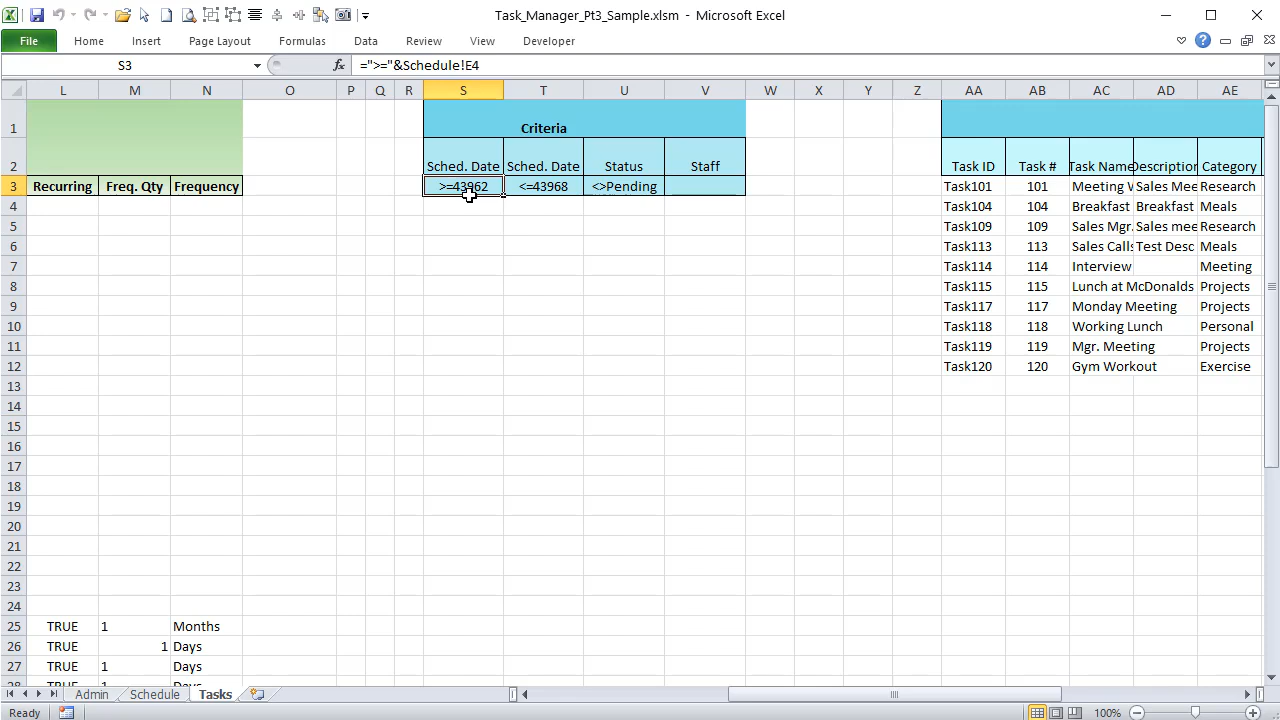 Task_Manager_Pt3_Sample.xlsm - Microsoft Excel
File Home Insert Page Layout Formulas Data Review View Developer
S3 fx =">="&Schedule!E4
L M N O P Q R S T U V W X Y Z AA AB AC AD AE
1 Criteria
2 Sched. Date Sched. Date Status Staff Task ID Task # Task Name Description Category
3 Recurring Freq. Qty Frequency >=43962 <=43968 <>Pending Task101 101 Meeting Sales Mee Research
4 Task104 104 Breakfast Breakfast Meals
5 Task109 109 Sales Mgr. Sales mee Research
6 Task113 113 Sales Calls Test Desc Meals
7 Task114 114 Interview Meeting
8 Task115 115 Lunch at McDonalds Projects
9 Task117 117 Monday Meeting Projects
10 Task118 118 Working Lunch Personal
11 Task119 119 Mgr. Meeting Projects
12 Task120 120 Gym Workout Exercise
13
14
15
16
17
18
19
20
21
22
23
24
25 TRUE 1 Months
26 TRUE 1 Days
27 TRUE 1 Days
Admin Schedule Tasks
Ready 100%